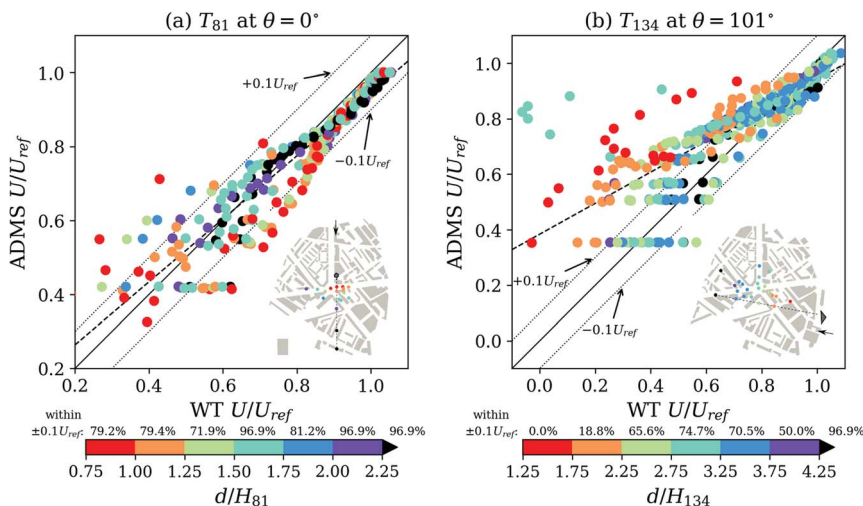 (a) T81 at θ = 0°
1.0
0.8
0.6
0.4
0.2
ADMS U/Uref
+0.1Uref
−0.1Uref
0.2 0.4 0.6 0.8 1.0
WT U/Uref
within
±0.1Uref: 79.2% 79.4% 71.9% 96.9% 81.2% 96.9% 96.9%
0.75 1.00 1.25 1.50 1.75 2.00 2.25
d/H81
(b) T134 at θ = 101°
1.0
0.8
0.6
0.4
0.2
0.0
ADMS U/Uref
+0.1Uref
−0.1Uref
0.0 0.2 0.4 0.6 0.8 1.0
WT U/Uref
within
±0.1Uref: 0.0% 18.8% 65.6% 74.7% 70.5% 50.0% 96.9%
1.25 1.75 2.25 2.75 3.25 3.75 4.25
d/H134